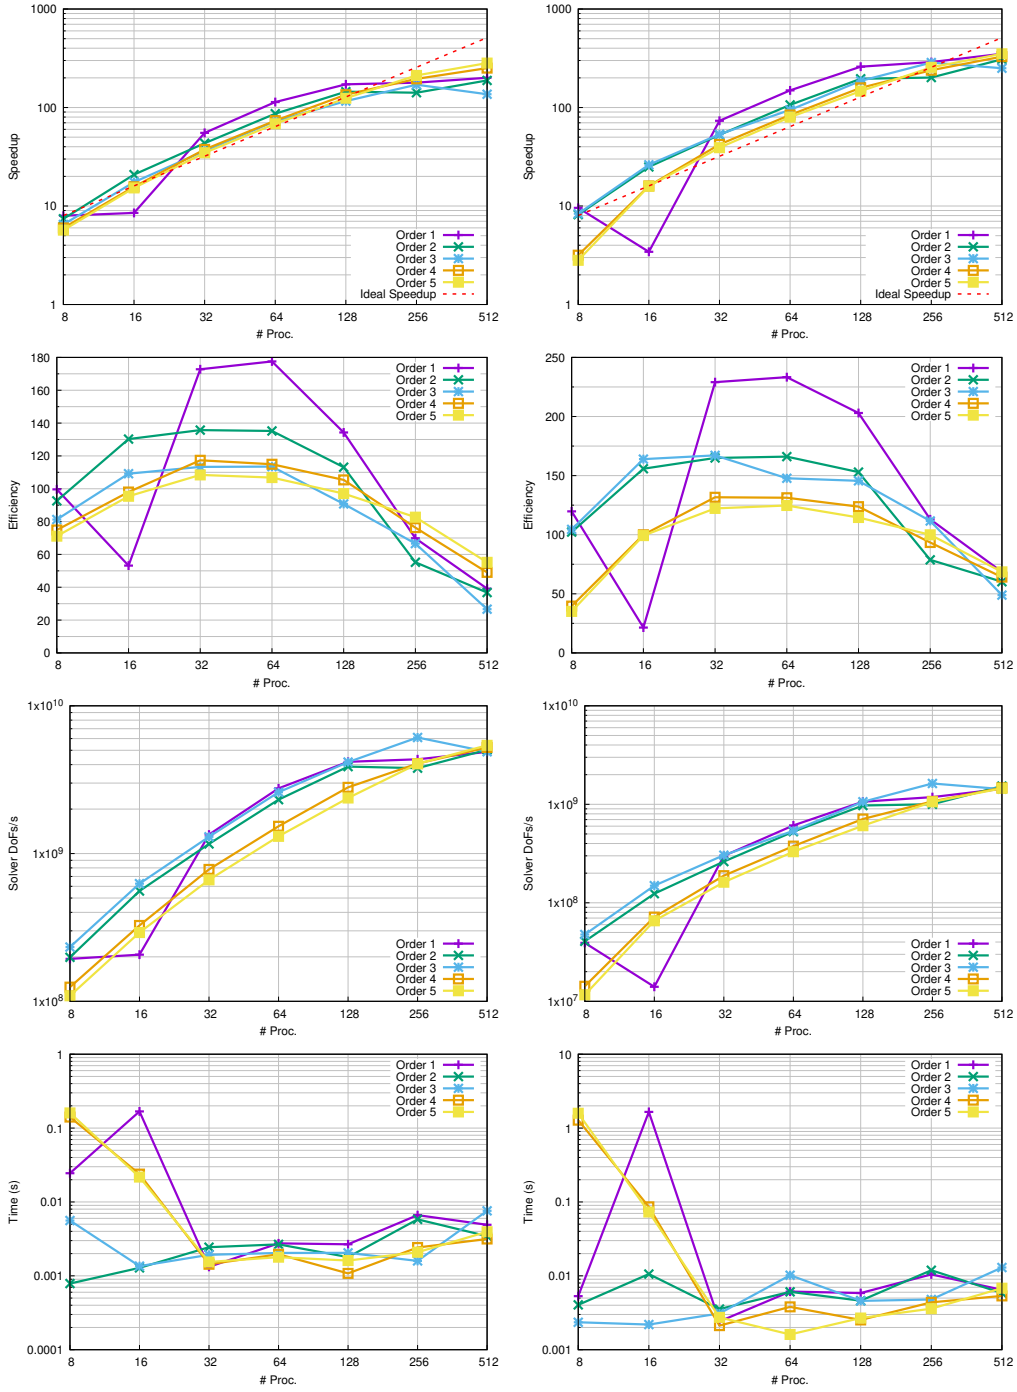 1000
100
10
1
Speedup
8 16 32 64 128 256 512
# Proc.
Order 1
Order 2
Order 3
Order 4
Order 5
Ideal Speedup
1000
100
10
1
Speedup
8 16 32 64 128 256 512
# Proc.
Order 1
Order 2
Order 3
Order 4
Order 5
Ideal Speedup
180
160
140
120
100
80
60
40
20
0
Efficiency
8 16 32 64 128 256 512
# Proc.
Order 1
Order 2
Order 3
Order 4
Order 5
250
200
150
100
50
0
Efficiency
8 16 32 64 128 256 512
# Proc.
Order 1
Order 2
Order 3
Order 4
Order 5
1x10^10
1x10^9
1x10^8
Solver DoFs/s
8 16 32 64 128 256 512
# Proc.
Order 1
Order 2
Order 3
Order 4
Order 5
1x10^10
1x10^9
1x10^8
1x10^7
Solver DoFs/s
8 16 32 64 128 256 512
# Proc.
Order 1
Order 2
Order 3
Order 4
Order 5
1
0.1
0.01
0.001
0.0001
Time (s)
8 16 32 64 128 256 512
# Proc.
Order 1
Order 2
Order 3
Order 4
Order 5
10
1
0.1
0.01
0.001
Time (s)
8 16 32 64 128 256 512
# Proc.
Order 1
Order 2
Order 3
Order 4
Order 5